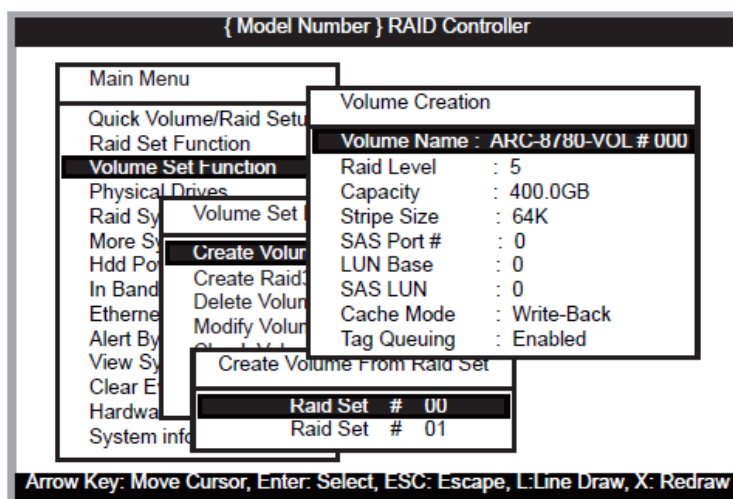 { Model Number } RAID Controller
Main Menu
Quick Volume/Raid Setu
Raid Set Function
Volume Set Function
Physical Drives
Raid Sy
More Sy
Hdd Po
In Band
Etherne
Alert By
View Sy
Clear E
Hardwa
System info
Volume Set
Create Volur
Create Raid3
Delete Volun
Modify Volun
Create Volume From Raid Set
Raid Set # 00
Raid Set # 01
Volume Creation
Volume Name : ARC-8780-VOL # 000
Raid Level : 5
Capacity : 400.0GB
Stripe Size : 64K
SAS Port # : 0
LUN Base : 0
SAS LUN : 0
Cache Mode : Write-Back
Tag Queuing : Enabled
Arrow Key: Move Cursor, Enter: Select, ESC: Escape, L:Line Draw, X: Redraw